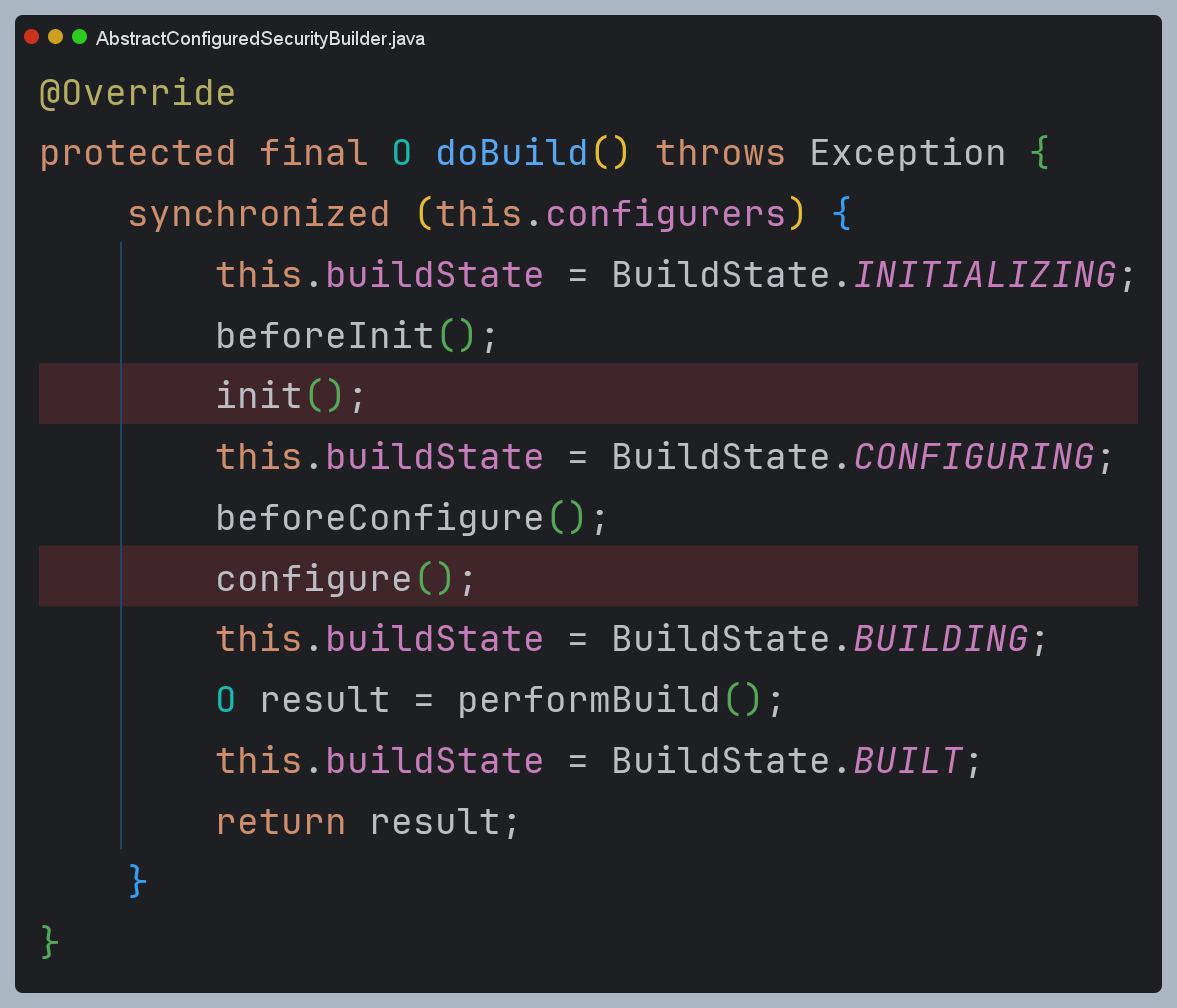 AbstractConfiguredSecurityBuilder.java
@Override
protected final O doBuild() throws Exception {
    synchronized (this.configurers) {
        this.buildState = BuildState.INITIALIZING;
        beforeInit();
        init();
        this.buildState = BuildState.CONFIGURING;
        beforeConfigure();
        configure();
        this.buildState = BuildState.BUILDING;
        O result = performBuild();
        this.buildState = BuildState.BUILT;
        return result;
    }
}